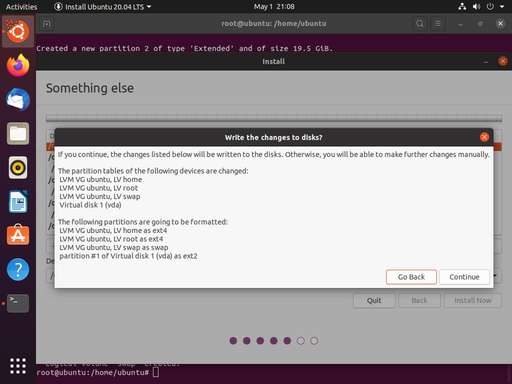 Activities
Install Ubuntu 20.04 LTS
May 1 21:08
root@ubuntu: /home/ubuntu
Created a new partition 2 of type 'Extended' and of size 19.5 GiB.
Install
Something else
Write the changes to disks?
If you continue, the changes listed below will be written to the disks. Otherwise, you will be able to make further changes manually.
The partition tables of the following devices are changed:
LVM VG ubuntu, LV home
LVM VG ubuntu, LV root
LVM VG ubuntu, LV swap
Virtual disk 1 (vda)
The following partitions are going to be formatted:
LVM VG ubuntu, LV home as ext4
LVM VG ubuntu, LV root as ext4
LVM VG ubuntu, LV swap as swap
partition #1 of Virtual disk 1 (vda) as ext2
Go Back
Continue
Quit
Back
Install Now
Logical volume "swap" created.
root@ubuntu:/home/ubuntu#